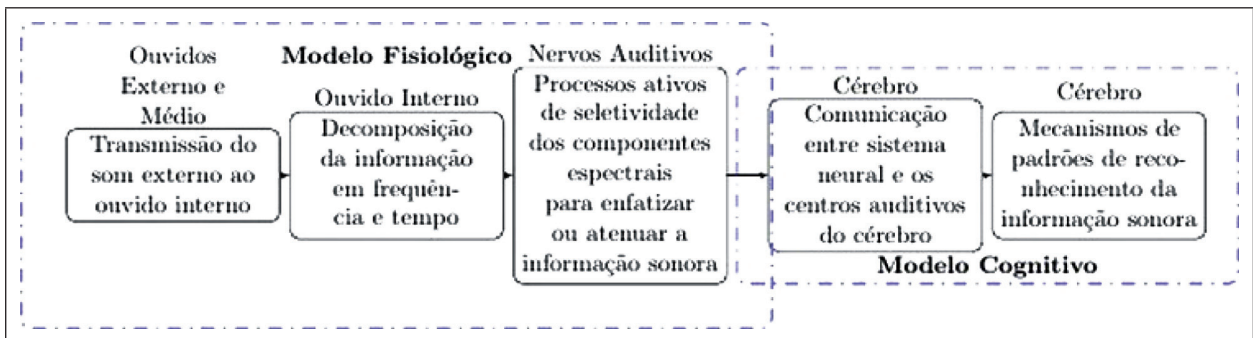 Ouvidos
Externo e
Médio
Transmissão do
som externo ao
ouvido interno
Modelo Fisiológico
Ouvido Interno
Decomposição
da informação
em frequên-
cia e tempo
Nervos Auditivos
Processos ativos
de seletividade
dos componentes
espectrais
para enfatizar
ou atenuar a
informação sonora
Cérebro
Comunicação
entre sistema
neural e os
centros auditivos
do cérebro
Cérebro
Mecanismos de
padrões de reco-
nhecimento da
informação sonora
Modelo Cognitivo